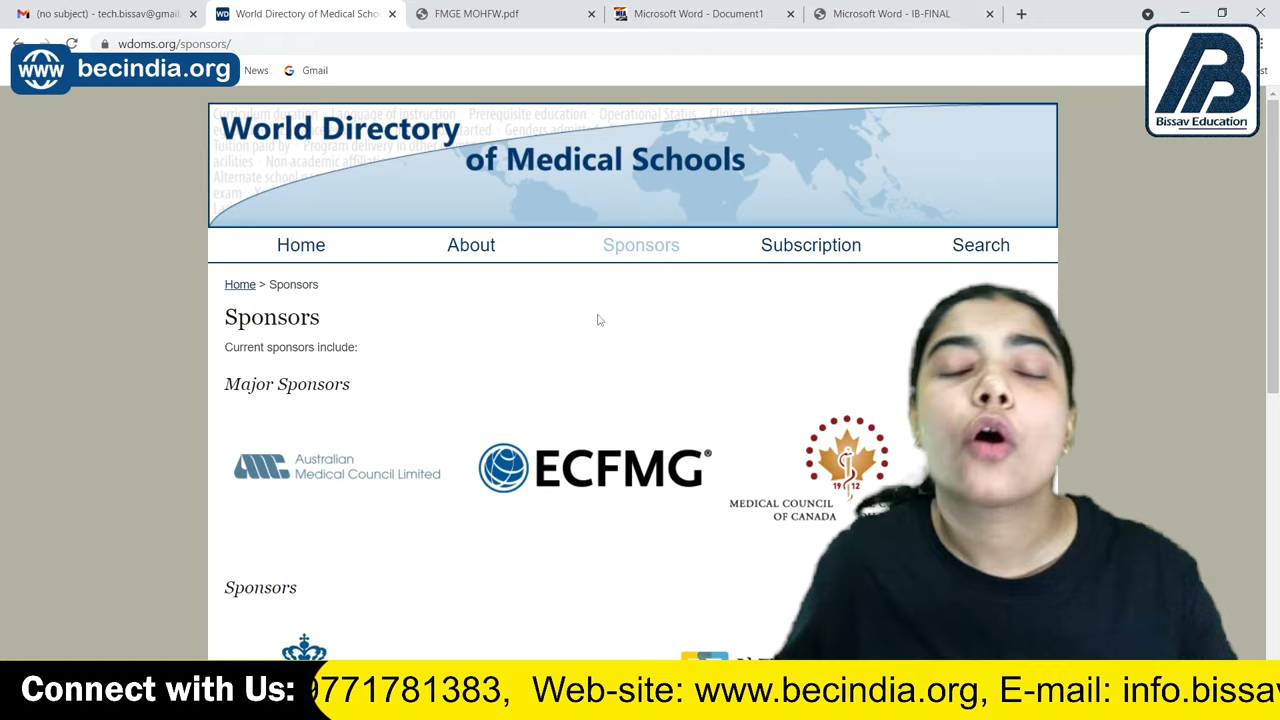 (no subject) - tech.bissav@gmail.
World Directory of Medical Scho
FMGE MOHFW.pdf
Microsoft Word - Document1
Microsoft Word - IB-FINAL
wdoms.org/sponsors/
www becindia.org
News
Gmail
Bissav Education
World Directory
of Medical Schools
Home
About
Sponsors
Subscription
Search
Home > Sponsors
Sponsors
Current sponsors include:
Major Sponsors
Australian
Medical Council Limited
ECFMG®
1912
MEDICAL COUNCIL
OF CANADA
Sponsors
Connect with Us:
9771781383, Web-site: www.becindia.org, E-mail: info.bissav